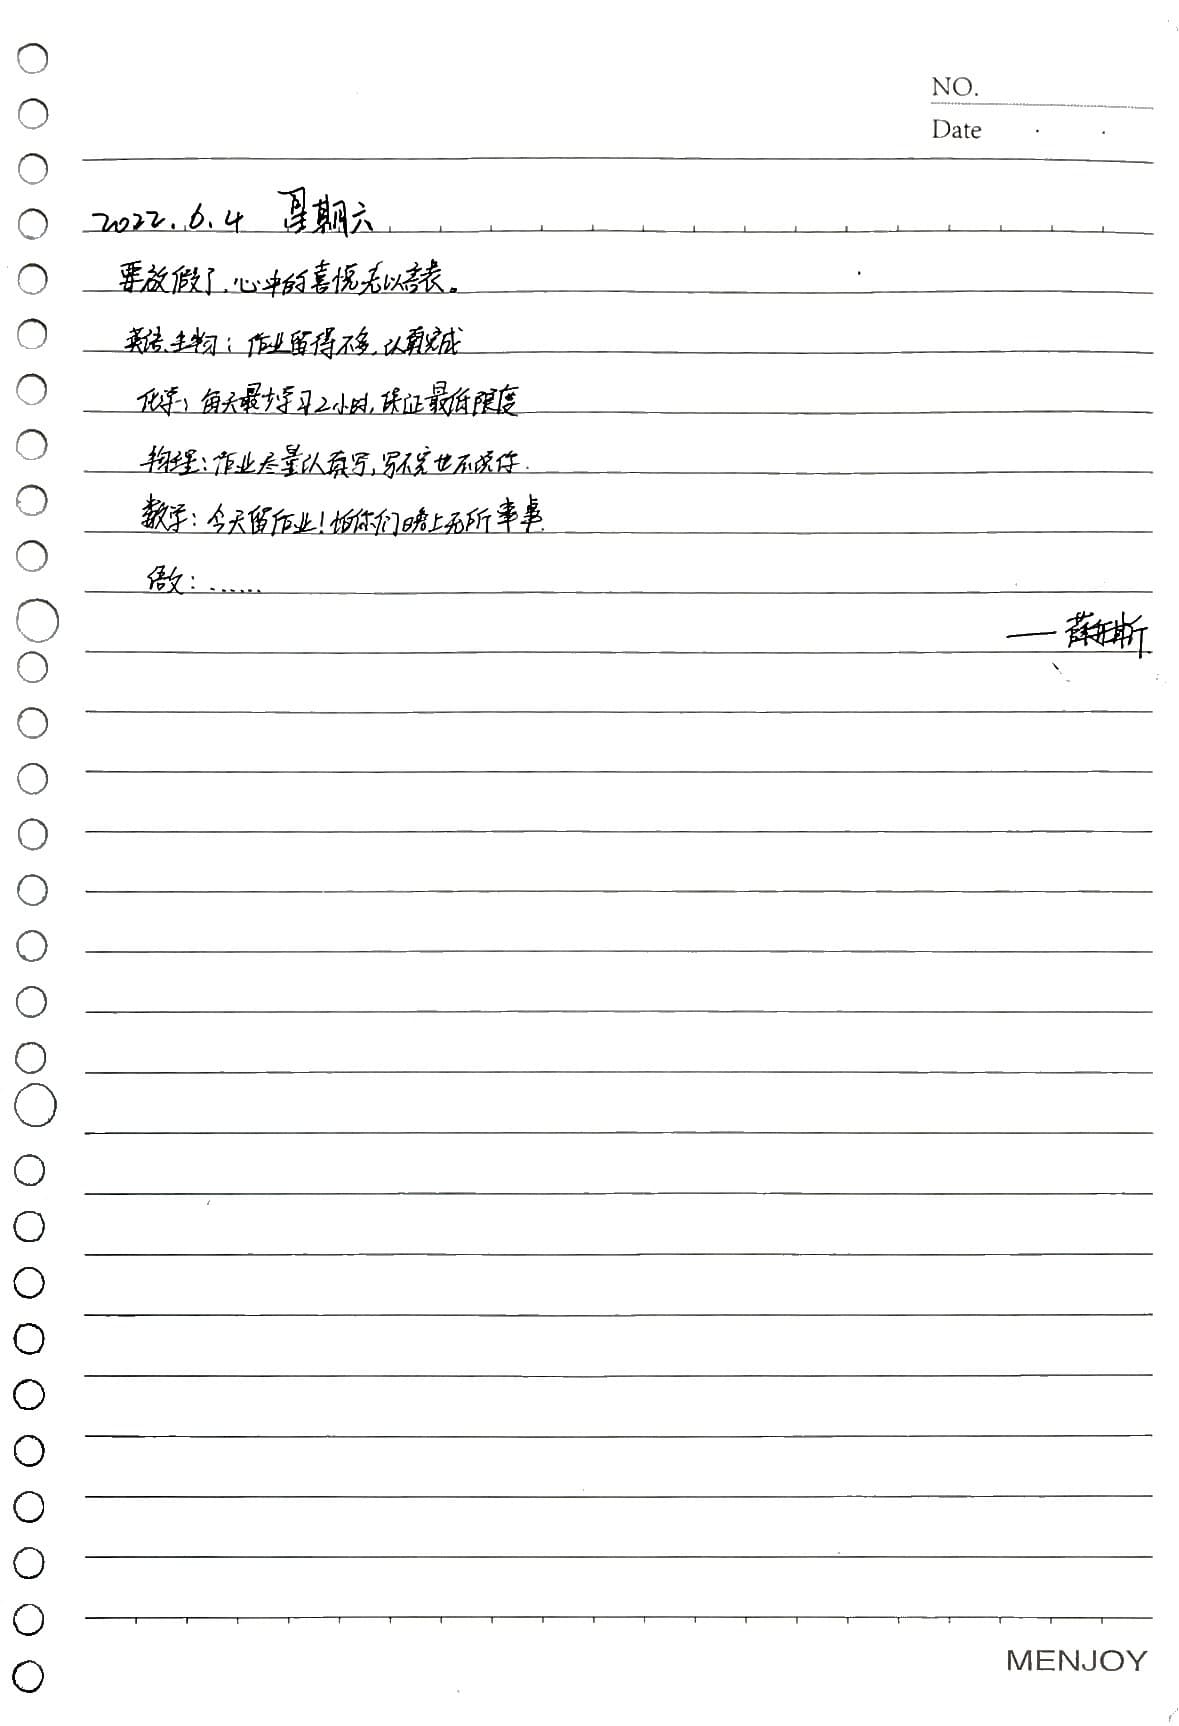 NO.
Date . .
2022.6.4 星期六
要放假了,心中的喜悦无以言表。
英语、生物:作业留得不多,认真完成
化学:每天最少学习2小时,保证最低限度
物理:作业尽量认真写,写不完也不说你.
数学:今天留作业!怕你们晚上无所事事.
语文:……
——薛
MENJOY